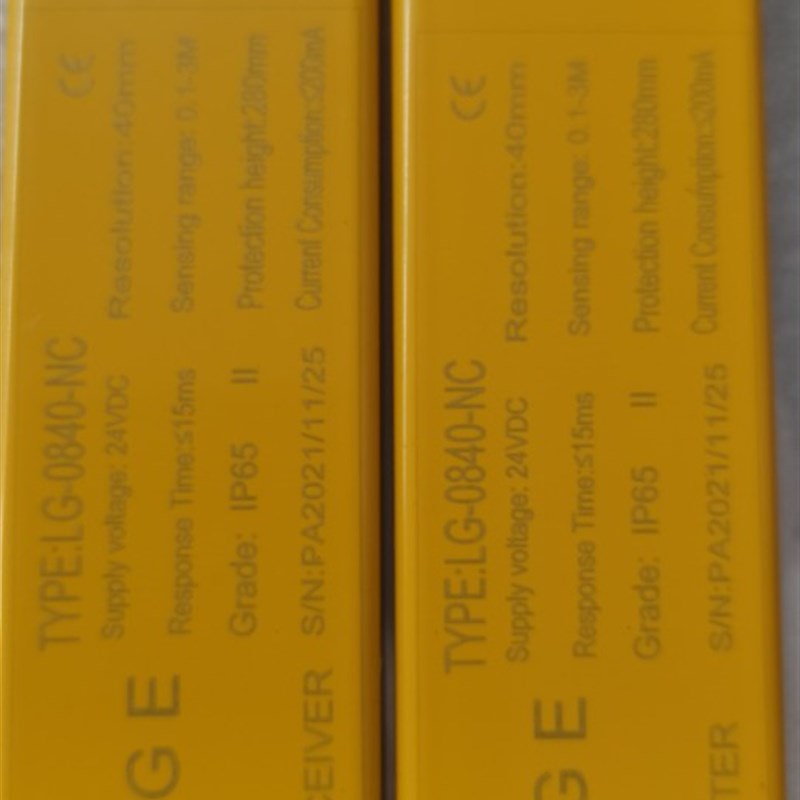 GE
TYPE:LG-0840-NC
CE
Supply voltage: 24VDC Resolution:40mm
Response Time:≤15ms Sensing range: 0.1-3M
Grade: IP65 II Protection height:280mm
CEIVER S/N:PA2021/11/25 Current Consumption:≤200mA
GE
TYPE:LG-0840-NC
CE
Supply voltage: 24VDC Resolution:40mm
Response Time:≤15ms Sensing range: 0.1-3M
Grade: IP65 II Protection height:280mm
TER S/N:PA2021/11/25 Current Consumption:≤200mA